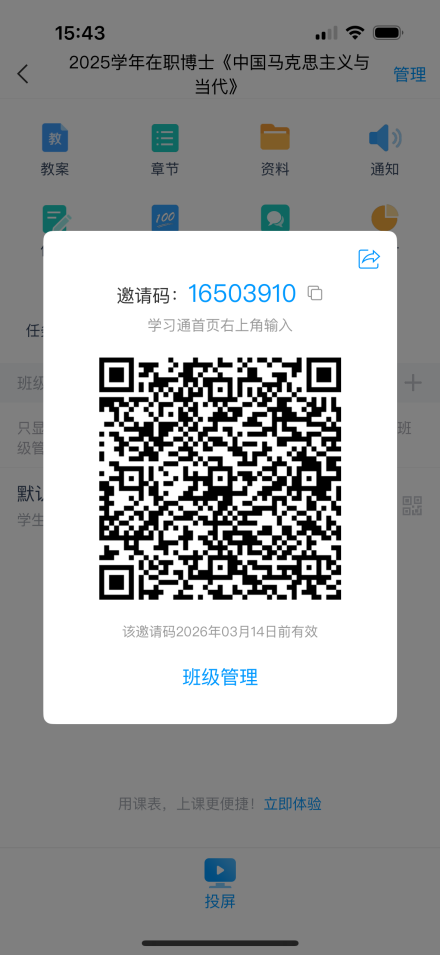 15:43
2025学年在职博士《中国马克思主义与
当代》
管理
教案
章节
资料
通知
邀请码：16503910
学习通首页右上角输入
任
班级
只显
班
级管
默认
学生
该邀请码2026年03月14日前有效
班级管理
用课表，上课更便捷！立即体验
投屏